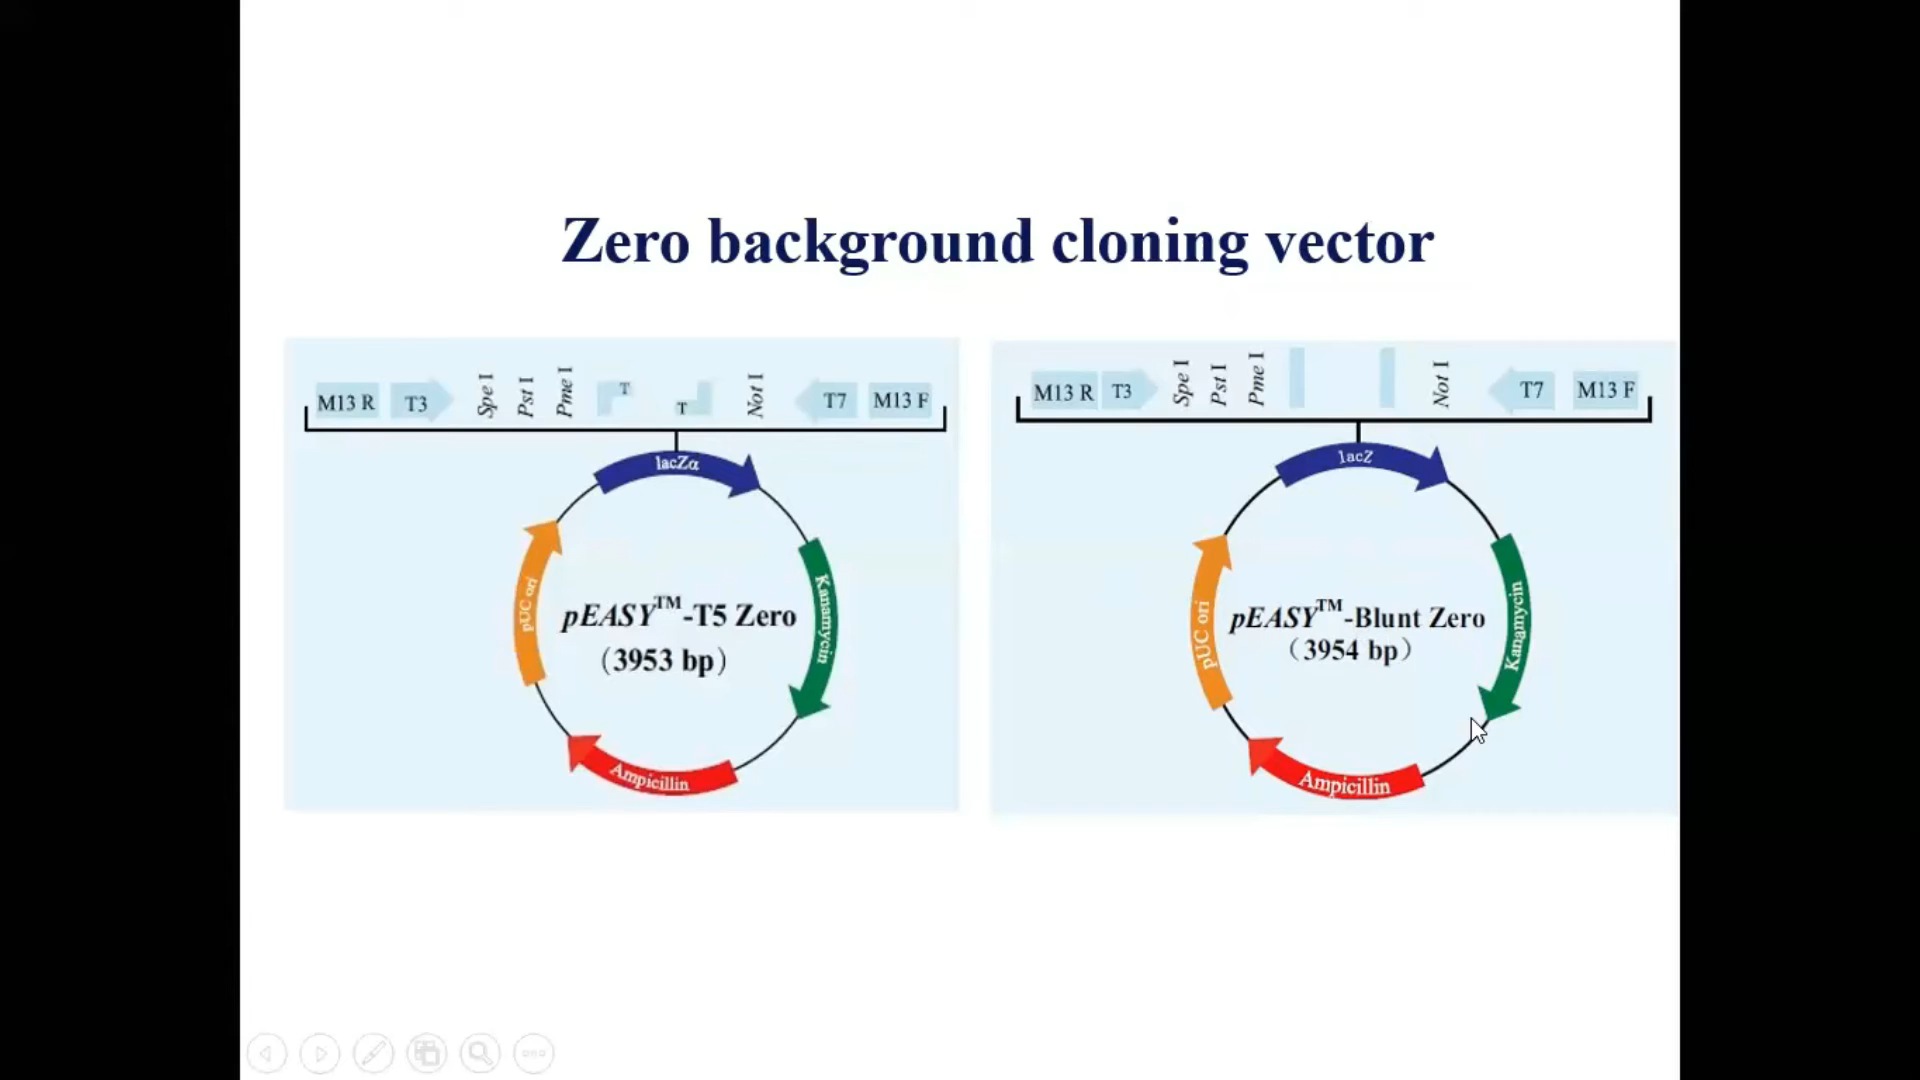 Zero background cloning vector
M13 R T3 Spe I Pst I Pme I T T Not I T7 M13 F
lacZα
pUC ori
Kanamycin
pEASY™-T5 Zero
(3953 bp)
Ampicillin
M13 R T3 Spe I Pst I Pme I Not I T7 M13 F
lacZ
pUC ori
Kanamycin
pEASY™-Blunt Zero
(3954 bp)
Ampicillin